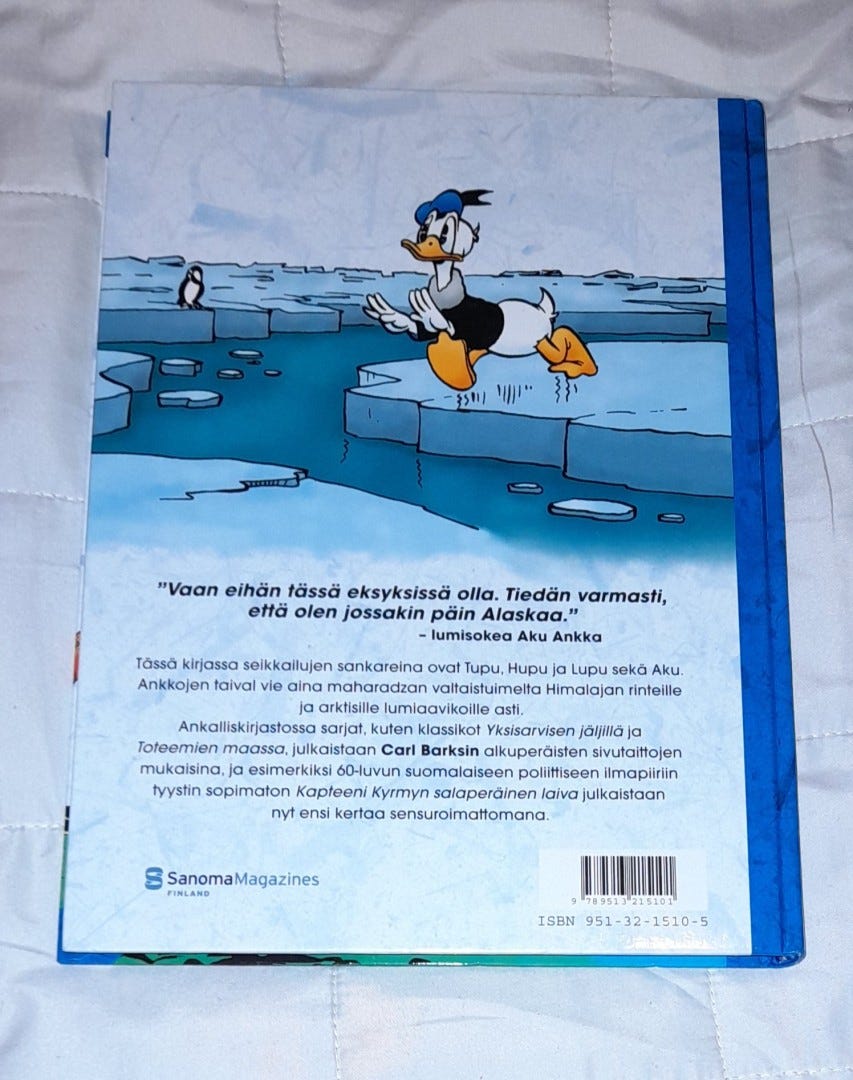 ”Vaan eihän tässä eksyksissä olla. Tiedän varmasti,
että olen jossakin päin Alaskaa.”
– lumisokea Aku Ankka
Tässä kirjassa seikkailujen sankareina ovat Tupu, Hupu ja Lupu sekä Aku.
Ankkojen taival vie aina maharadzan valtaistuimelta Himalajan rinteille
ja arktisille lumiaavikoille asti.
Ankalliskirjastossa sarjat, kuten klassikot Yksisarvisen jäljillä ja
Toteemien maassa, julkaistaan Carl Barksin alkuperäisten sivutaittojen
mukaisina, ja esimerkiksi 60-luvun suomalaiseen poliittiseen ilmapiiriin
tyystin sopimaton Kapteeni Kyrmyn salaperäinen laiva julkaistaan
nyt ensi kertaa sensuroimattomana.
SanomaMagazines
FINLAND
9 789513 215101
ISBN 951-32-1510-5